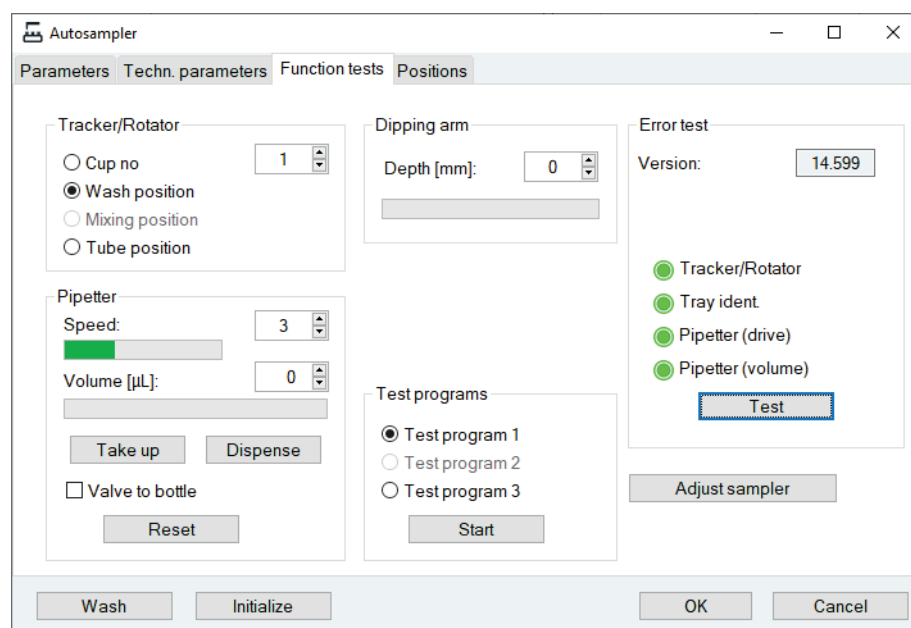 Autosampler
Parameters Techn. parameters Function tests Positions
Tracker/Rotator
Cup no 1
Wash position
Mixing position
Tube position
Pipetter
Speed: 3
Volume [µL]: 0
Take up Dispense
Valve to bottle
Reset
Dipping arm
Depth [mm]: 0
Test programs
Test program 1
Test program 2
Test program 3
Start
Error test
Version: 14.599
Tracker/Rotator
Tray ident.
Pipetter (drive)
Pipetter (volume)
Test
Adjust sampler
Wash Initialize OK Cancel